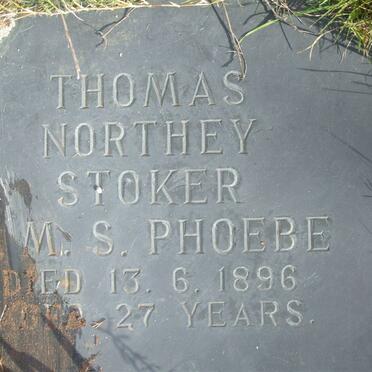 THOMAS
NORTHEY
STOKER
M. S. PHOEBE
DIED 13. 6. 1896
27 YEARS.